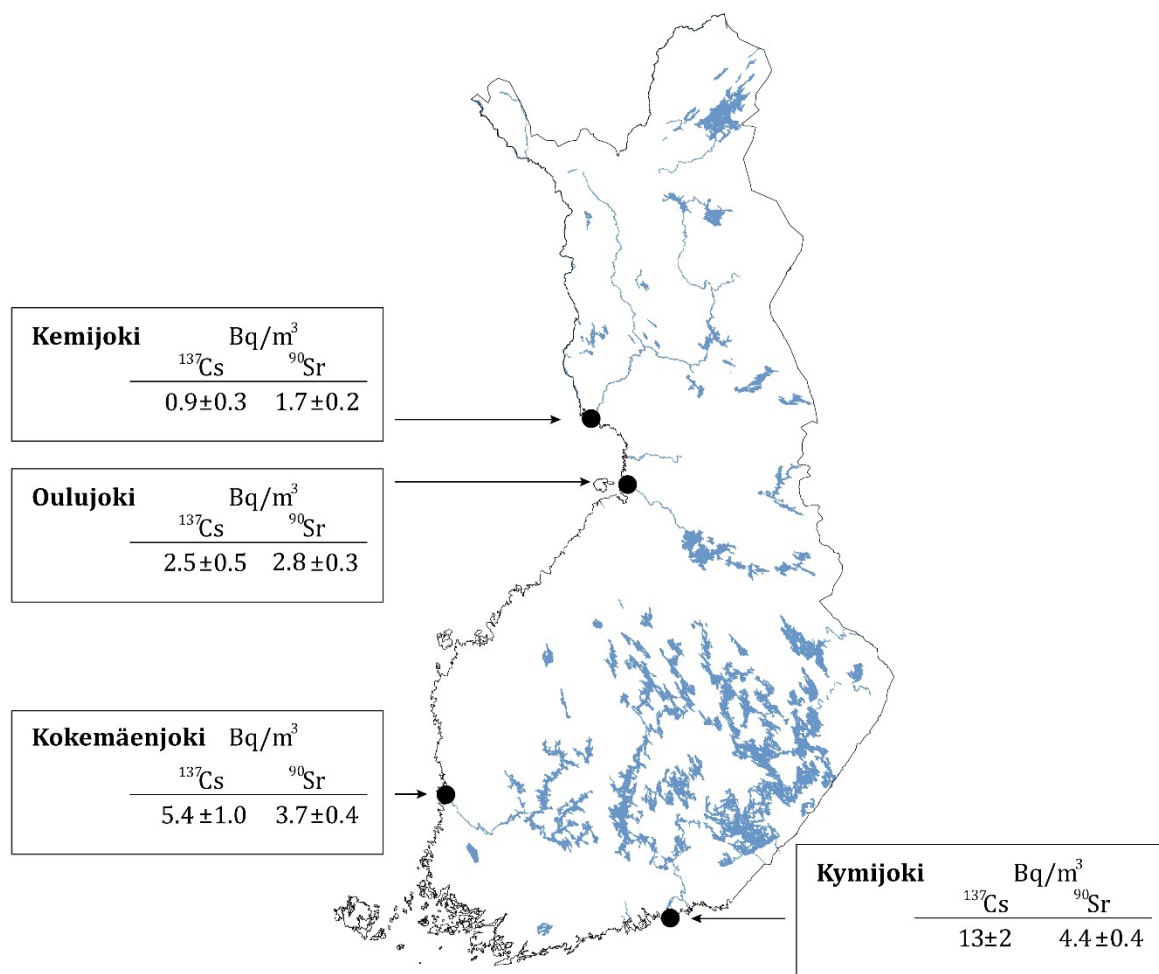 Kemijoki Bq/m³
¹³⁷Cs ⁹⁰Sr
0.9±0.3 1.7±0.2
Oulujoki Bq/m³
¹³⁷Cs ⁹⁰Sr
2.5±0.5 2.8±0.3
Kokemäenjoki Bq/m³
¹³⁷Cs ⁹⁰Sr
5.4±1.0 3.7±0.4
Kymijoki Bq/m³
¹³⁷Cs ⁹⁰Sr
13±2 4.4±0.4